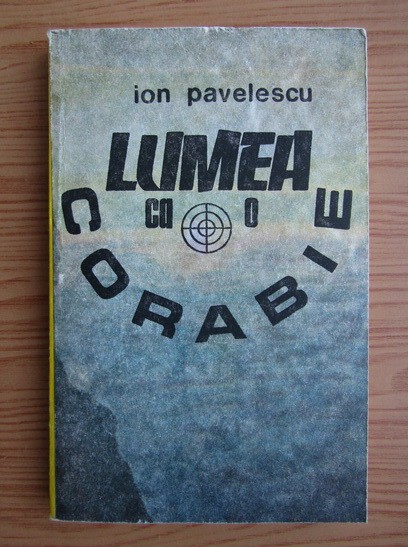 ion pavelescu
LUMEA
ca o
CORABIE